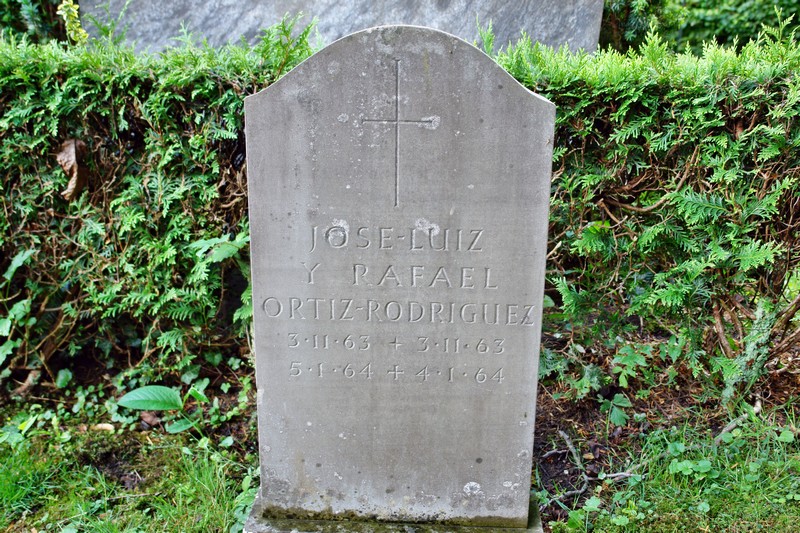 JOSE-LUIZ
Y RAFAEL
ORTIZ-RODRIGUEZ
3·11·63 + 3·11·63
5·1·64 + 4·1·64